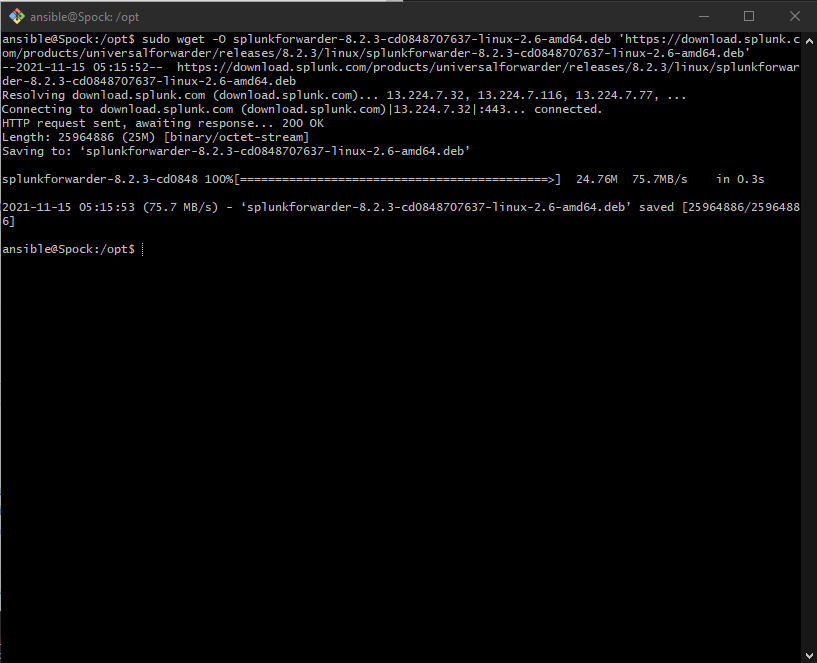 ansible@Spock: /opt
ansible@Spock:/opt$ sudo wget -O splunkforwarder-8.2.3-cd0848707637-linux-2.6-amd64.deb 'https://download.splunk.c
om/products/universalforwarder/releases/8.2.3/linux/splunkforwarder-8.2.3-cd0848707637-linux-2.6-amd64.deb'
--2021-11-15 05:15:52--  https://download.splunk.com/products/universalforwarder/releases/8.2.3/linux/splunkforwar
der-8.2.3-cd0848707637-linux-2.6-amd64.deb
Resolving download.splunk.com (download.splunk.com)... 13.224.7.32, 13.224.7.116, 13.224.7.77, ...
Connecting to download.splunk.com (download.splunk.com)|13.224.7.32|:443... connected.
HTTP request sent, awaiting response... 200 OK
Length: 25964886 (25M) [binary/octet-stream]
Saving to: ‘splunkforwarder-8.2.3-cd0848707637-linux-2.6-amd64.deb’
splunkforwarder-8.2.3-cd0848 100%[============================================>]  24.76M  75.7MB/s    in 0.3s
2021-11-15 05:15:53 (75.7 MB/s) - ‘splunkforwarder-8.2.3-cd0848707637-linux-2.6-amd64.deb’ saved [25964886/2596488
6]
ansible@Spock:/opt$